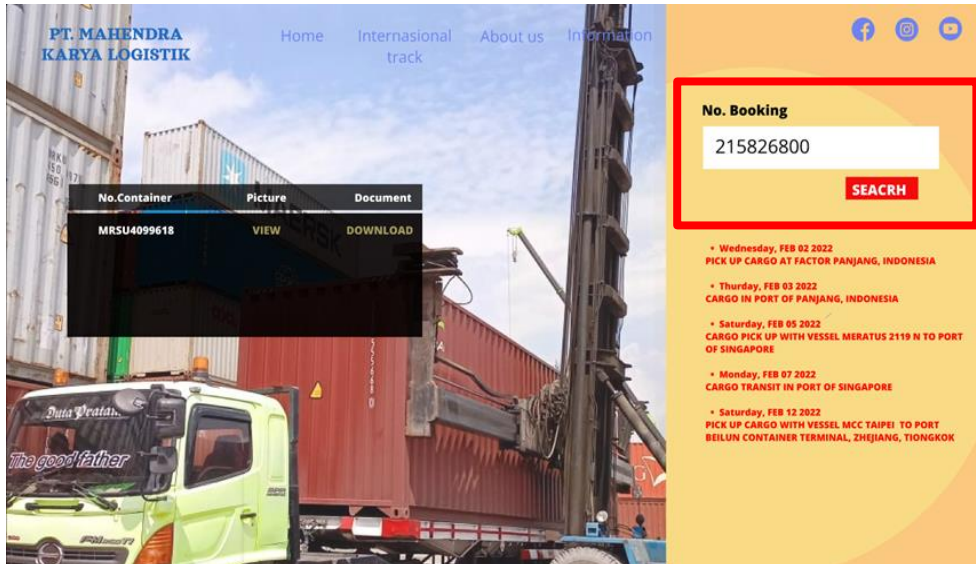 PT. MAHENDRA
KARYA LOGISTIK
Home
Internasional
track
About us
Information
No. Booking
215826800
SEACRH
No.Container Picture Document
MRSU4099618 VIEW DOWNLOAD
• Wednesday, FEB 02 2022
PICK UP CARGO AT FACTOR PANJANG, INDONESIA
• Thurday, FEB 03 2022
CARGO IN PORT OF PANJANG, INDONESIA
• Saturday, FEB 05 2022
CARGO PICK UP WITH VESSEL MERATUS 2119 N TO PORT
OF SINGAPORE
• Monday, FEB 07 2022
CARGO TRANSIT IN PORT OF SINGAPORE
• Saturday, FEB 12 2022
PICK UP CARGO WITH VESSEL MCC TAIPEI TO PORT
BEILUN CONTAINER TERMINAL, ZHEJIANG, TIONGKOK
MAERSK
The good father